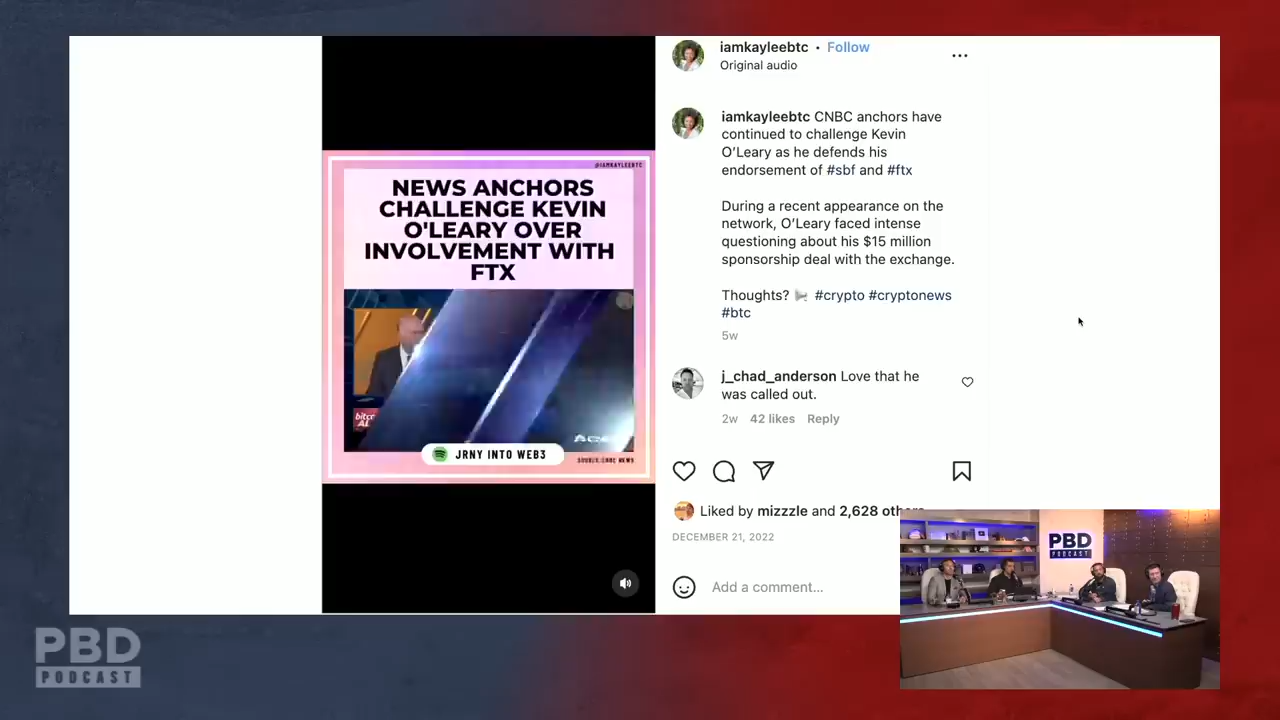 iamkayleebtc • Follow
Original audio
iamkayleebtc CNBC anchors have
continued to challenge Kevin
O'Leary as he defends his
endorsement of #sbf and #ftx
During a recent appearance on the
network, O'Leary faced intense
questioning about his $15 million
sponsorship deal with the exchange.
Thoughts? #crypto #cryptonews
#btc
5w
@IAMKAYLEEBTC
NEWS ANCHORS
CHALLENGE KEVIN
O'LEARY OVER
INVOLVEMENT WITH
FTX
JRNY INTO WEB3
j_chad_anderson Love that he
was called out.
2w 42 likes Reply
Liked by mizzzle and 2,628 others
DECEMBER 21, 2022
Add a comment...
PBD
PODCAST
PBD
PODCAST